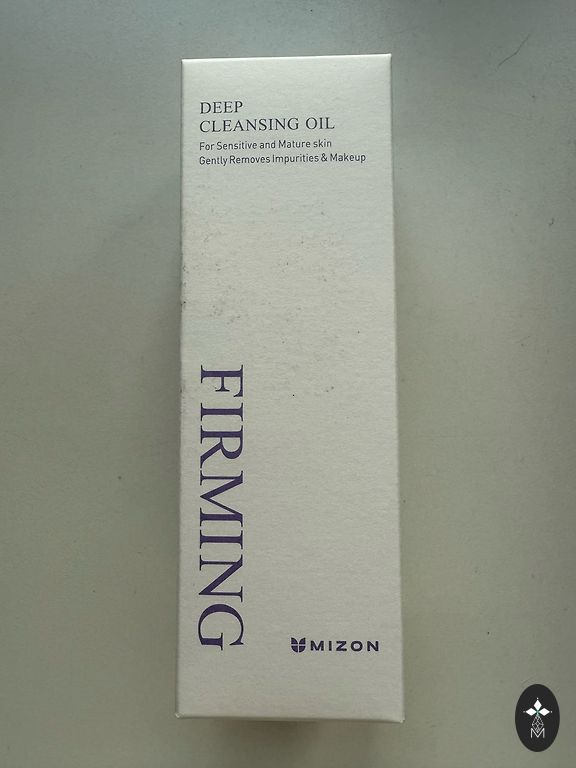 DEEP
CLEANSING OIL
For Sensitive and Mature skin
Gently Removes Impurities & Makeup
FIRMING
MIZON
M